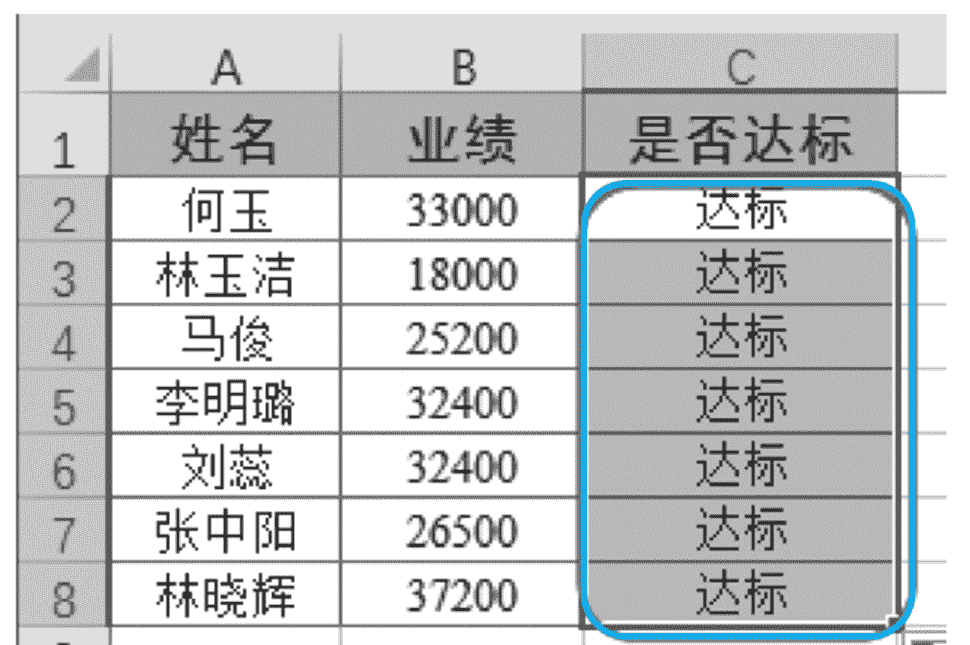 A B C
1 姓名 业绩 是否达标
2 何玉 33000 达标
3 林玉洁 18000 达标
4 马俊 25200 达标
5 李明璐 32400 达标
6 刘蕊 32400 达标
7 张中阳 26500 达标
8 林晓辉 37200 达标